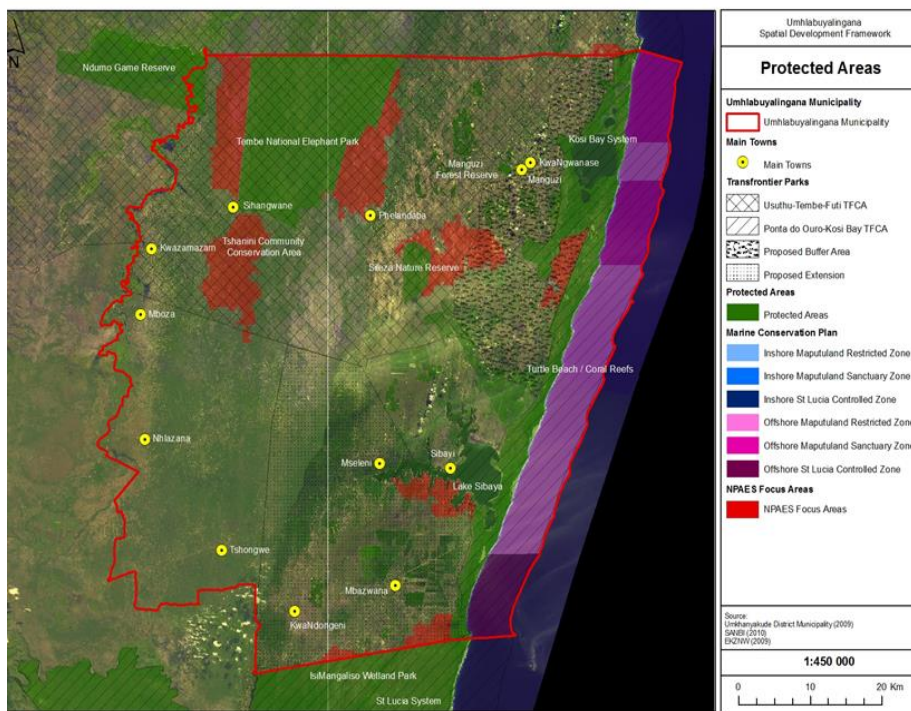 N
Ndumo Game Reserve
Tembe National Elephant Park
Kosi Bay System
Manguzi
Forest Reserve
KwaNgwanase
Manguzi
Sihangwane
Phelandaba
Tshanini Community
Conservation Area
Kwazamazam
Sileza Nature Reserve
Mboza
Turtle Beach / Coral Reefs
Nhlazana
Mseleni
Sibayi
Lake Sibaya
Tshongwe
Mbazwana
KwaNdongeni
IsiMangaliso Wetland Park
St Lucia System
Umhlabuyalingana
Spatial Development Framework
Protected Areas
Umhlabuyalingana Municipality
Umhlabuyalingana Municipality
Main Towns
Main Towns
Transfrontier Parks
Usuthu-Tembe-Futi TFCA
Ponta do Ouro-Kosi Bay TFCA
Proposed Buffer Area
Proposed Extension
Protected Areas
Protected Areas
Marine Conservation Plan
Inshore Maputuland Restricted Zone
Inshore Maputuland Sanctuary Zone
Inshore St Lucia Controlled Zone
Offshore Maputuland Restricted Zone
Offshore Maputuland Sanctuary Zone
Offshore St Lucia Controlled Zone
NPAES Focus Areas
NPAES Focus Areas
Source:
Umkhanyakude District Municipality (2009)
SANBI (2010)
EKZNW (2009)
1:450 000
0 10 20 Km